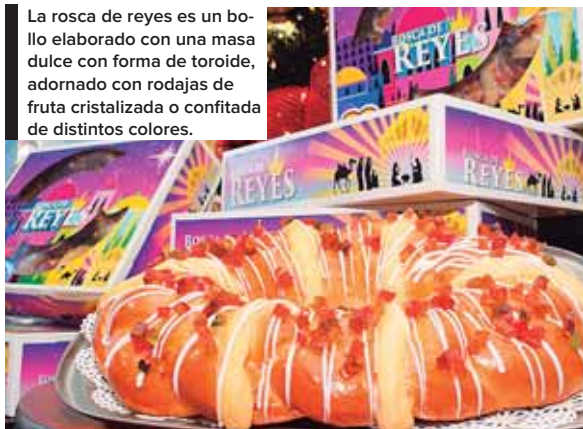 La rosca de reyes es un bo-
llo elaborado con una masa
dulce con forma de toroide,
adornado con rodajas de
fruta cristalizada o confitada
de distintos colores.
ROSCA DE
REYES
REYES
REYES
REYES